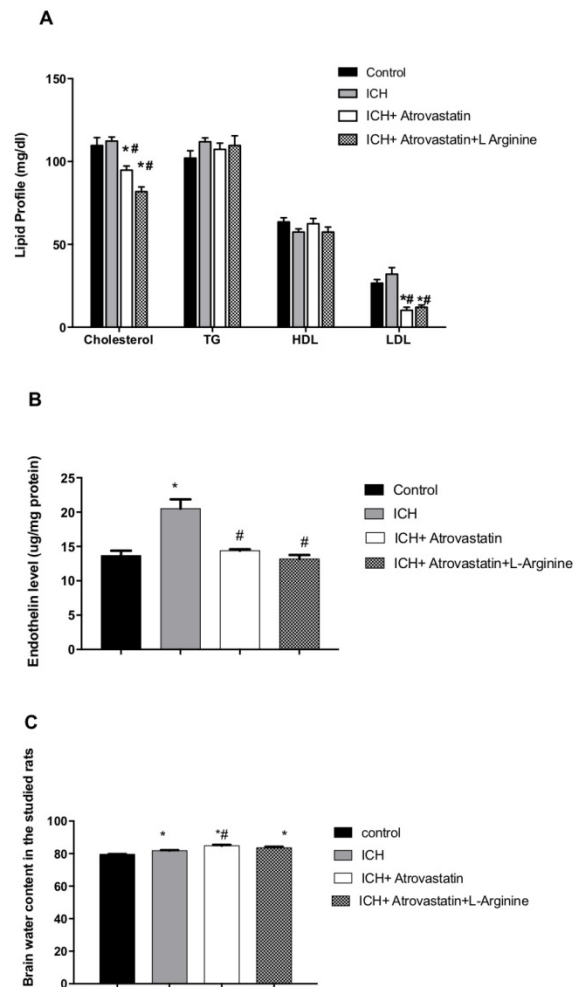 A
Control
ICH
ICH+ Atrovastatin
ICH+ Atrovastatin+L Arginine
Lipid Profile (mg/dl)
150
100
50
0
*#
*#
*#
*#
Cholesterol
TG
HDL
LDL
B
Control
ICH
ICH+ Atrovastatin
ICH+ Atrovastatin+L-Arginine
Endothelin level (ug/mg protein)
25
20
15
10
5
0
*
#
#
C
control
ICH
ICH+ Atrovastatin
ICH+ Atrovastatin+L-Arginine
Brain water content in the studied rats
100
80
60
40
20
0
*
*#
*